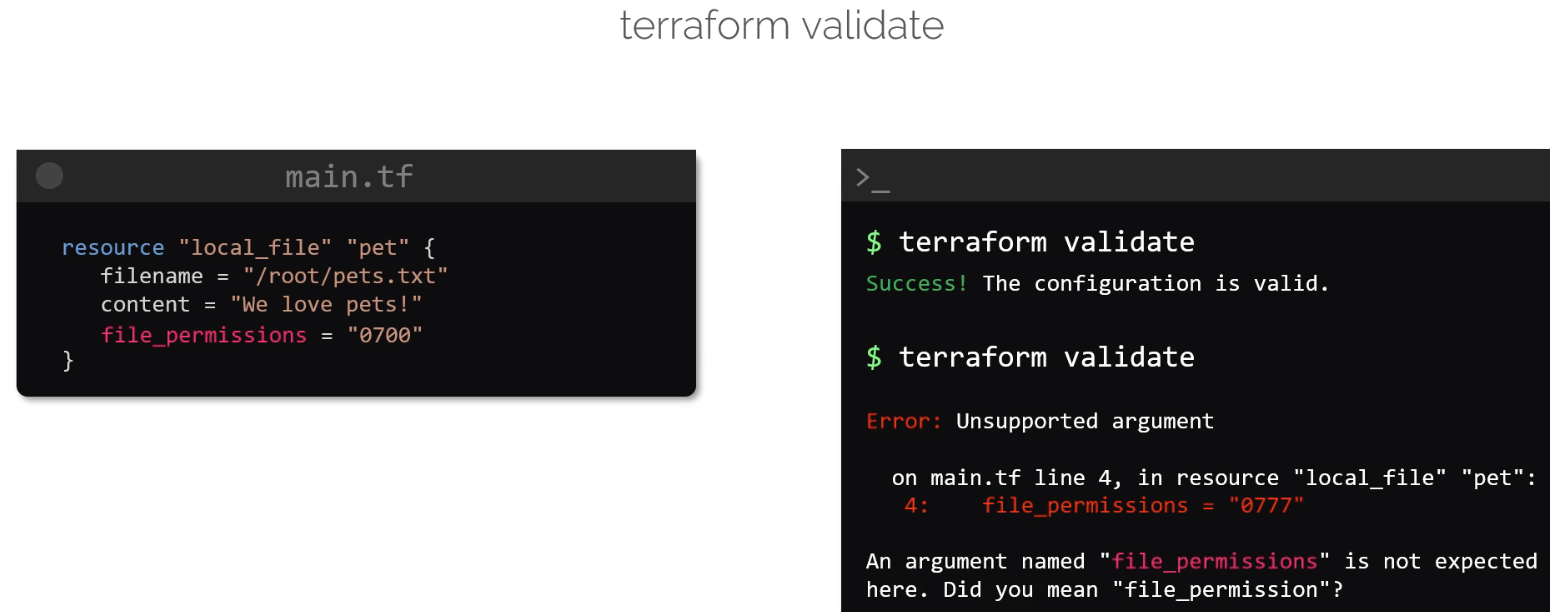 terraform validate
main.tf
resource "local_file" "pet" {
filename = "/root/pets.txt"
content = "We love pets!"
file_permissions = "0700"
}
>_
$ terraform validate
Success! The configuration is valid.
$ terraform validate
Error: Unsupported argument
on main.tf line 4, in resource "local_file" "pet":
4: file_permissions = "0777"
An argument named "file_permissions" is not expected
here. Did you mean "file_permission"?